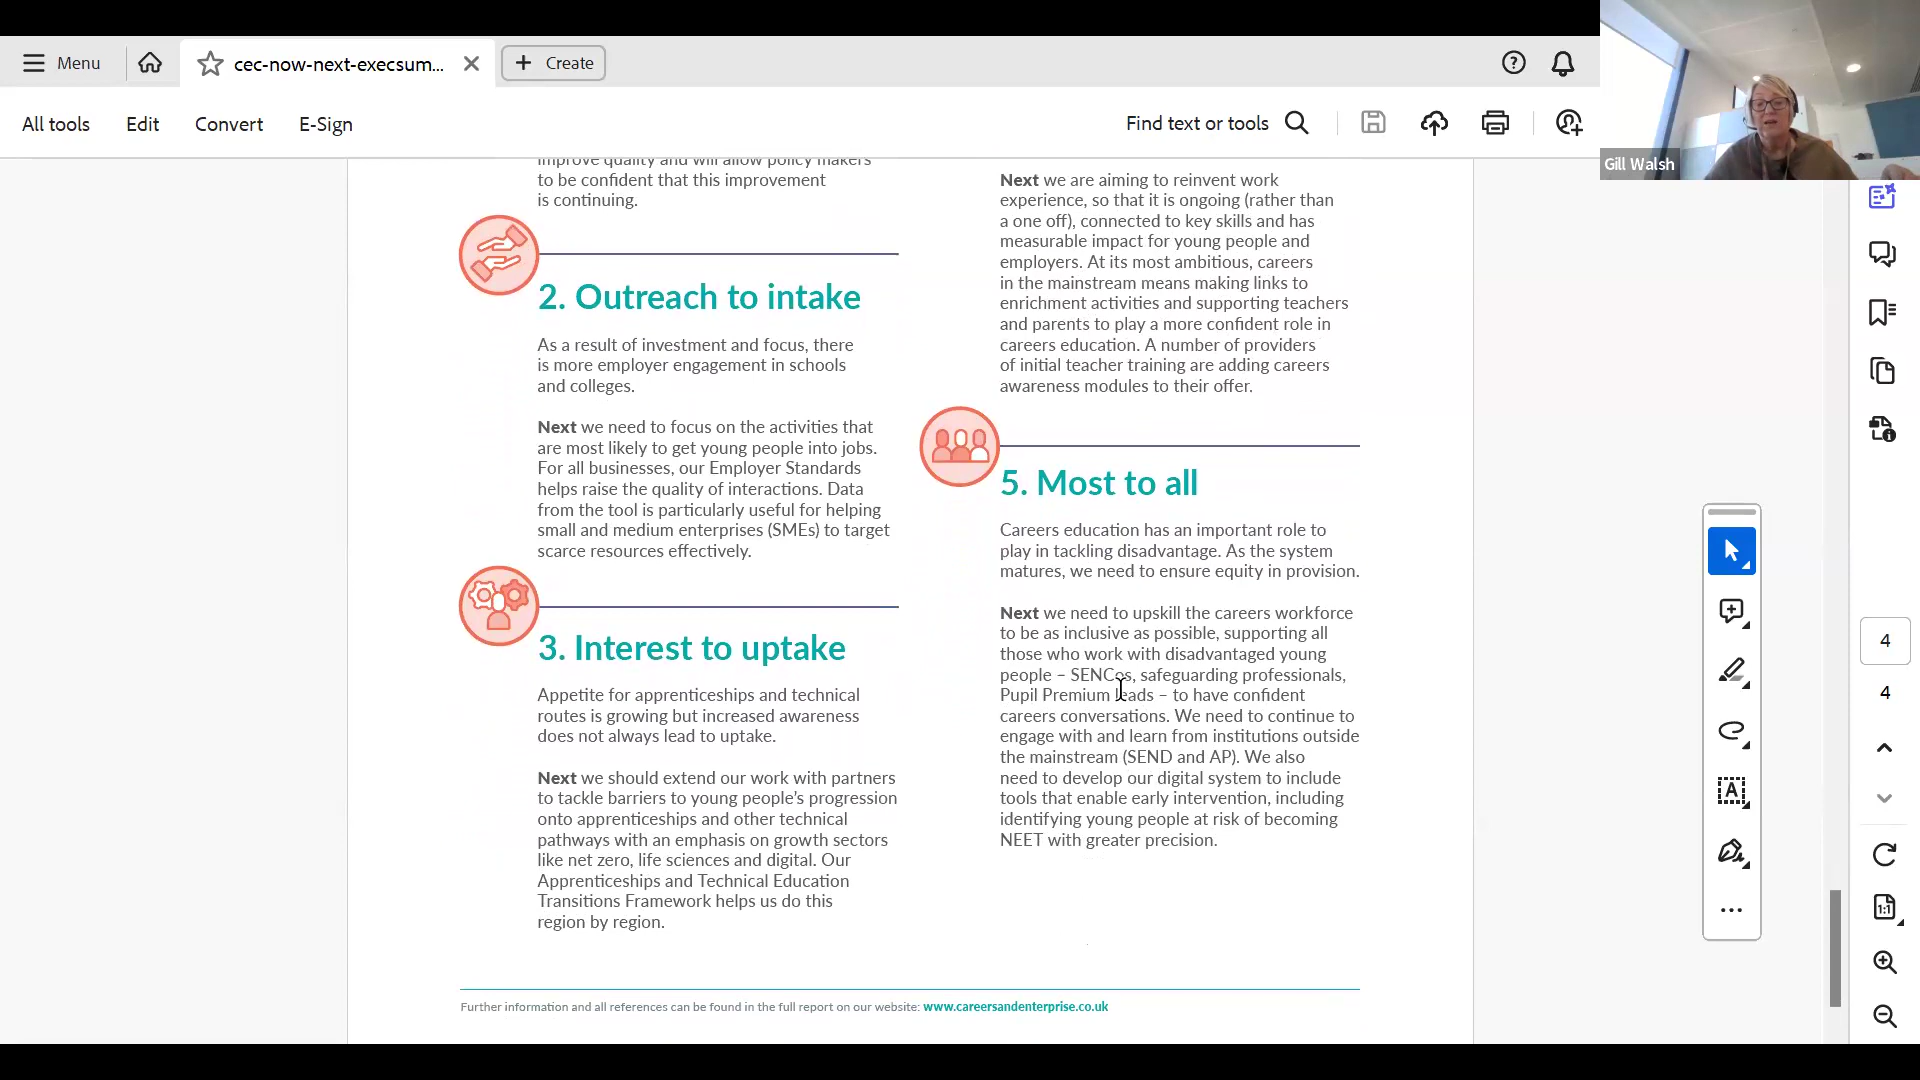 Menu
cec-now-next-execsum...
Create
Gill Walsh
All tools
Edit
Convert
E-Sign
Find text or tools
improve quality and will allow policy makers
to be confident that this improvement
is continuing.
2. Outreach to intake
As a result of investment and focus, there
is more employer engagement in schools
and colleges.
Next we need to focus on the activities that
are most likely to get young people into jobs.
For all businesses, our Employer Standards
helps raise the quality of interactions. Data
from the tool is particularly useful for helping
small and medium enterprises (SMEs) to target
scarce resources effectively.
3. Interest to uptake
Appetite for apprenticeships and technical
routes is growing but increased awareness
does not always lead to uptake.
Next we should extend our work with partners
to tackle barriers to young people's progression
onto apprenticeships and other technical
pathways with an emphasis on growth sectors
like net zero, life sciences and digital. Our
Apprenticeships and Technical Education
Transitions Framework helps us do this
region by region.
Next we are aiming to reinvent work
experience, so that it is ongoing (rather than
a one off), connected to key skills and has
measurable impact for young people and
employers. At its most ambitious, careers
in the mainstream means making links to
enrichment activities and supporting teachers
and parents to play a more confident role in
careers education. A number of providers
of initial teacher training are adding careers
awareness modules to their offer.
5. Most to all
Careers education has an important role to
play in tackling disadvantage. As the system
matures, we need to ensure equity in provision.
Next we need to upskill the careers workforce
to be as inclusive as possible, supporting all
those who work with disadvantaged young
people – SENCos, safeguarding professionals,
Pupil Premium Leads – to have confident
careers conversations. We need to continue to
engage with and learn from institutions outside
the mainstream (SEND and AP). We also
need to develop our digital system to include
tools that enable early intervention, including
identifying young people at risk of becoming
NEET with greater precision.
Further information and all references can be found in the full report on our website: www.careersandenterprise.co.uk
A
4
4
1:1